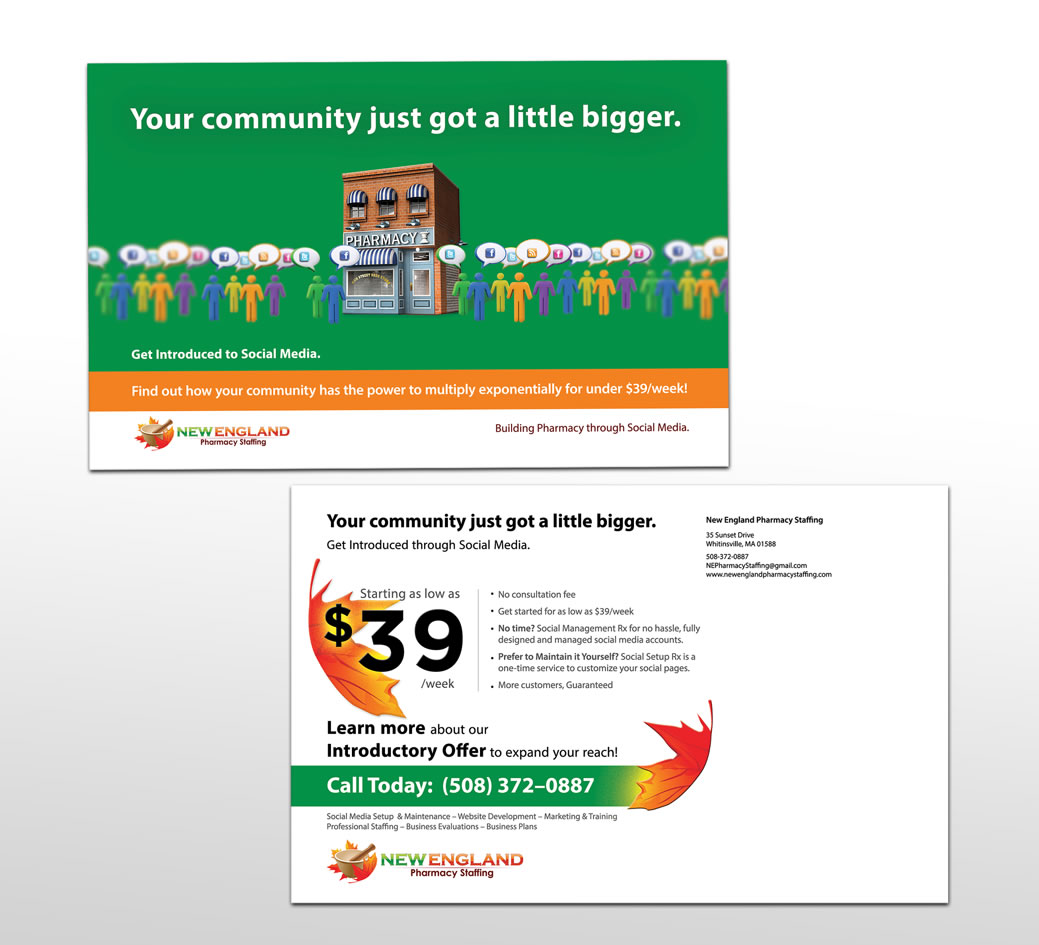 Your community just got a little bigger.
PHARMACY
Get Introduced to Social Media.
Find out how your community has the power to multiply exponentially for under $39/week!
NEW ENGLAND
Pharmacy Staffing
Building Pharmacy through Social Media.
Your community just got a little bigger.
Get Introduced through Social Media.
New England Pharmacy Staffing
35 Sunset Drive
Whitinsville, MA 01588
508-372-0887
NEPharmacyStaffing@gmail.com
www.newenglandpharmacystaffing.com
Starting as low as
$39
/week
• No consultation fee
• Get started for as low as $39/week
• No time? Social Management Rx for no hassle, fully
designed and managed social media accounts.
• Prefer to Maintain it Yourself? Social Setup Rx is a
one-time service to customize your social pages.
• More customers, Guaranteed
Learn more about our
Introductory Offer to expand your reach!
Call Today: (508) 372–0887
Social Media Setup & Maintenance – Website Development – Marketing & Training
Professional Staffing – Business Evaluations – Business Plans
NEW ENGLAND
Pharmacy Staffing